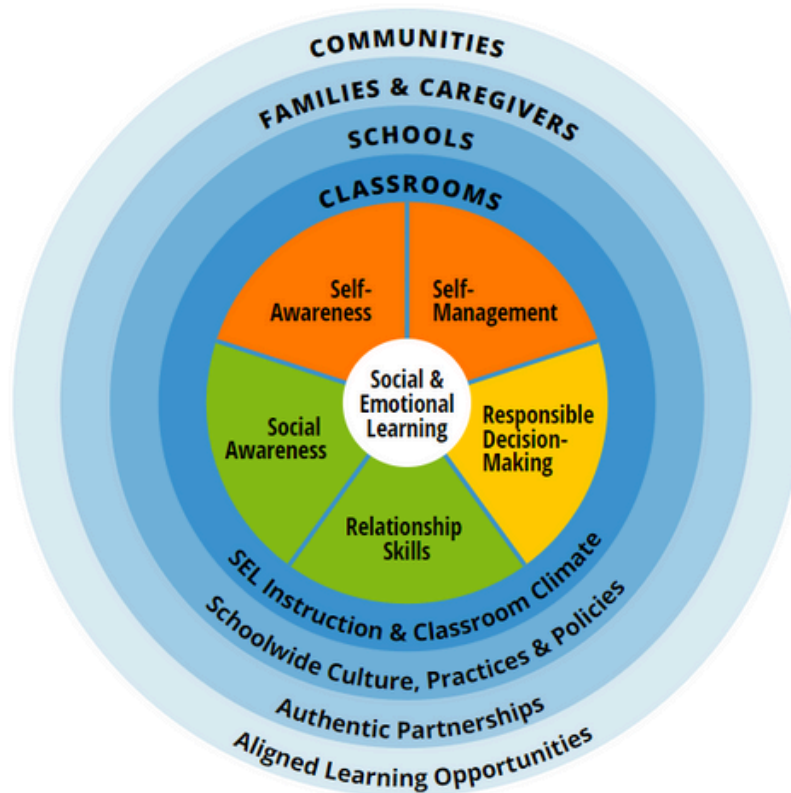 COMMUNITIES
FAMILIES & CAREGIVERS
SCHOOLS
CLASSROOMS
Self-
Awareness
Self-
Management
Social &
Emotional
Learning
Social
Awareness
Responsible
Decision-
Making
Relationship
Skills
SEL Instruction & Classroom Climate
Schoolwide Culture, Practices & Policies
Authentic Partnerships
Aligned Learning Opportunities